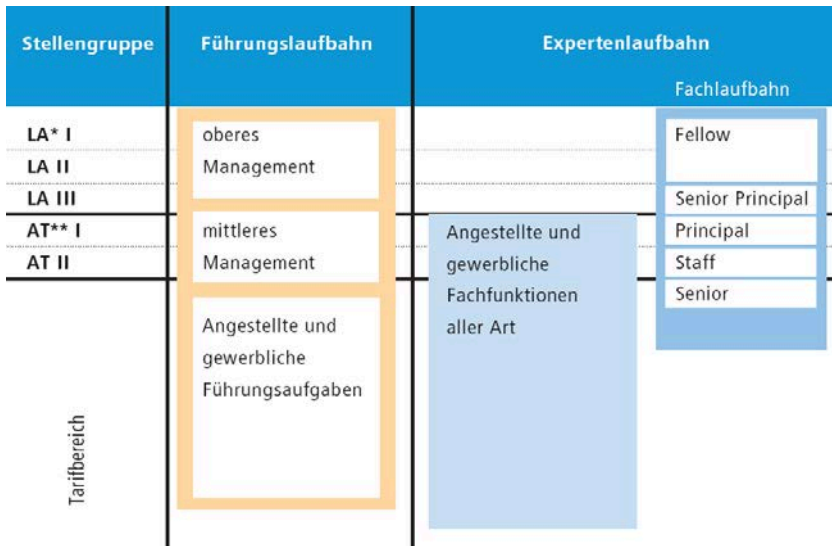 Stellengruppe
Führungslaufbahn
Expertenlaufbahn
Fachlaufbahn
LA* I
LA II
LA III
AT** I
AT II
Tarifbereich
oberes
Management
mittleres
Management
Angestellte und
gewerbliche
Führungsaufgaben
Angestellte und
gewerbliche
Fachfunktionen
aller Art
Fellow
Senior Principal
Principal
Staff
Senior